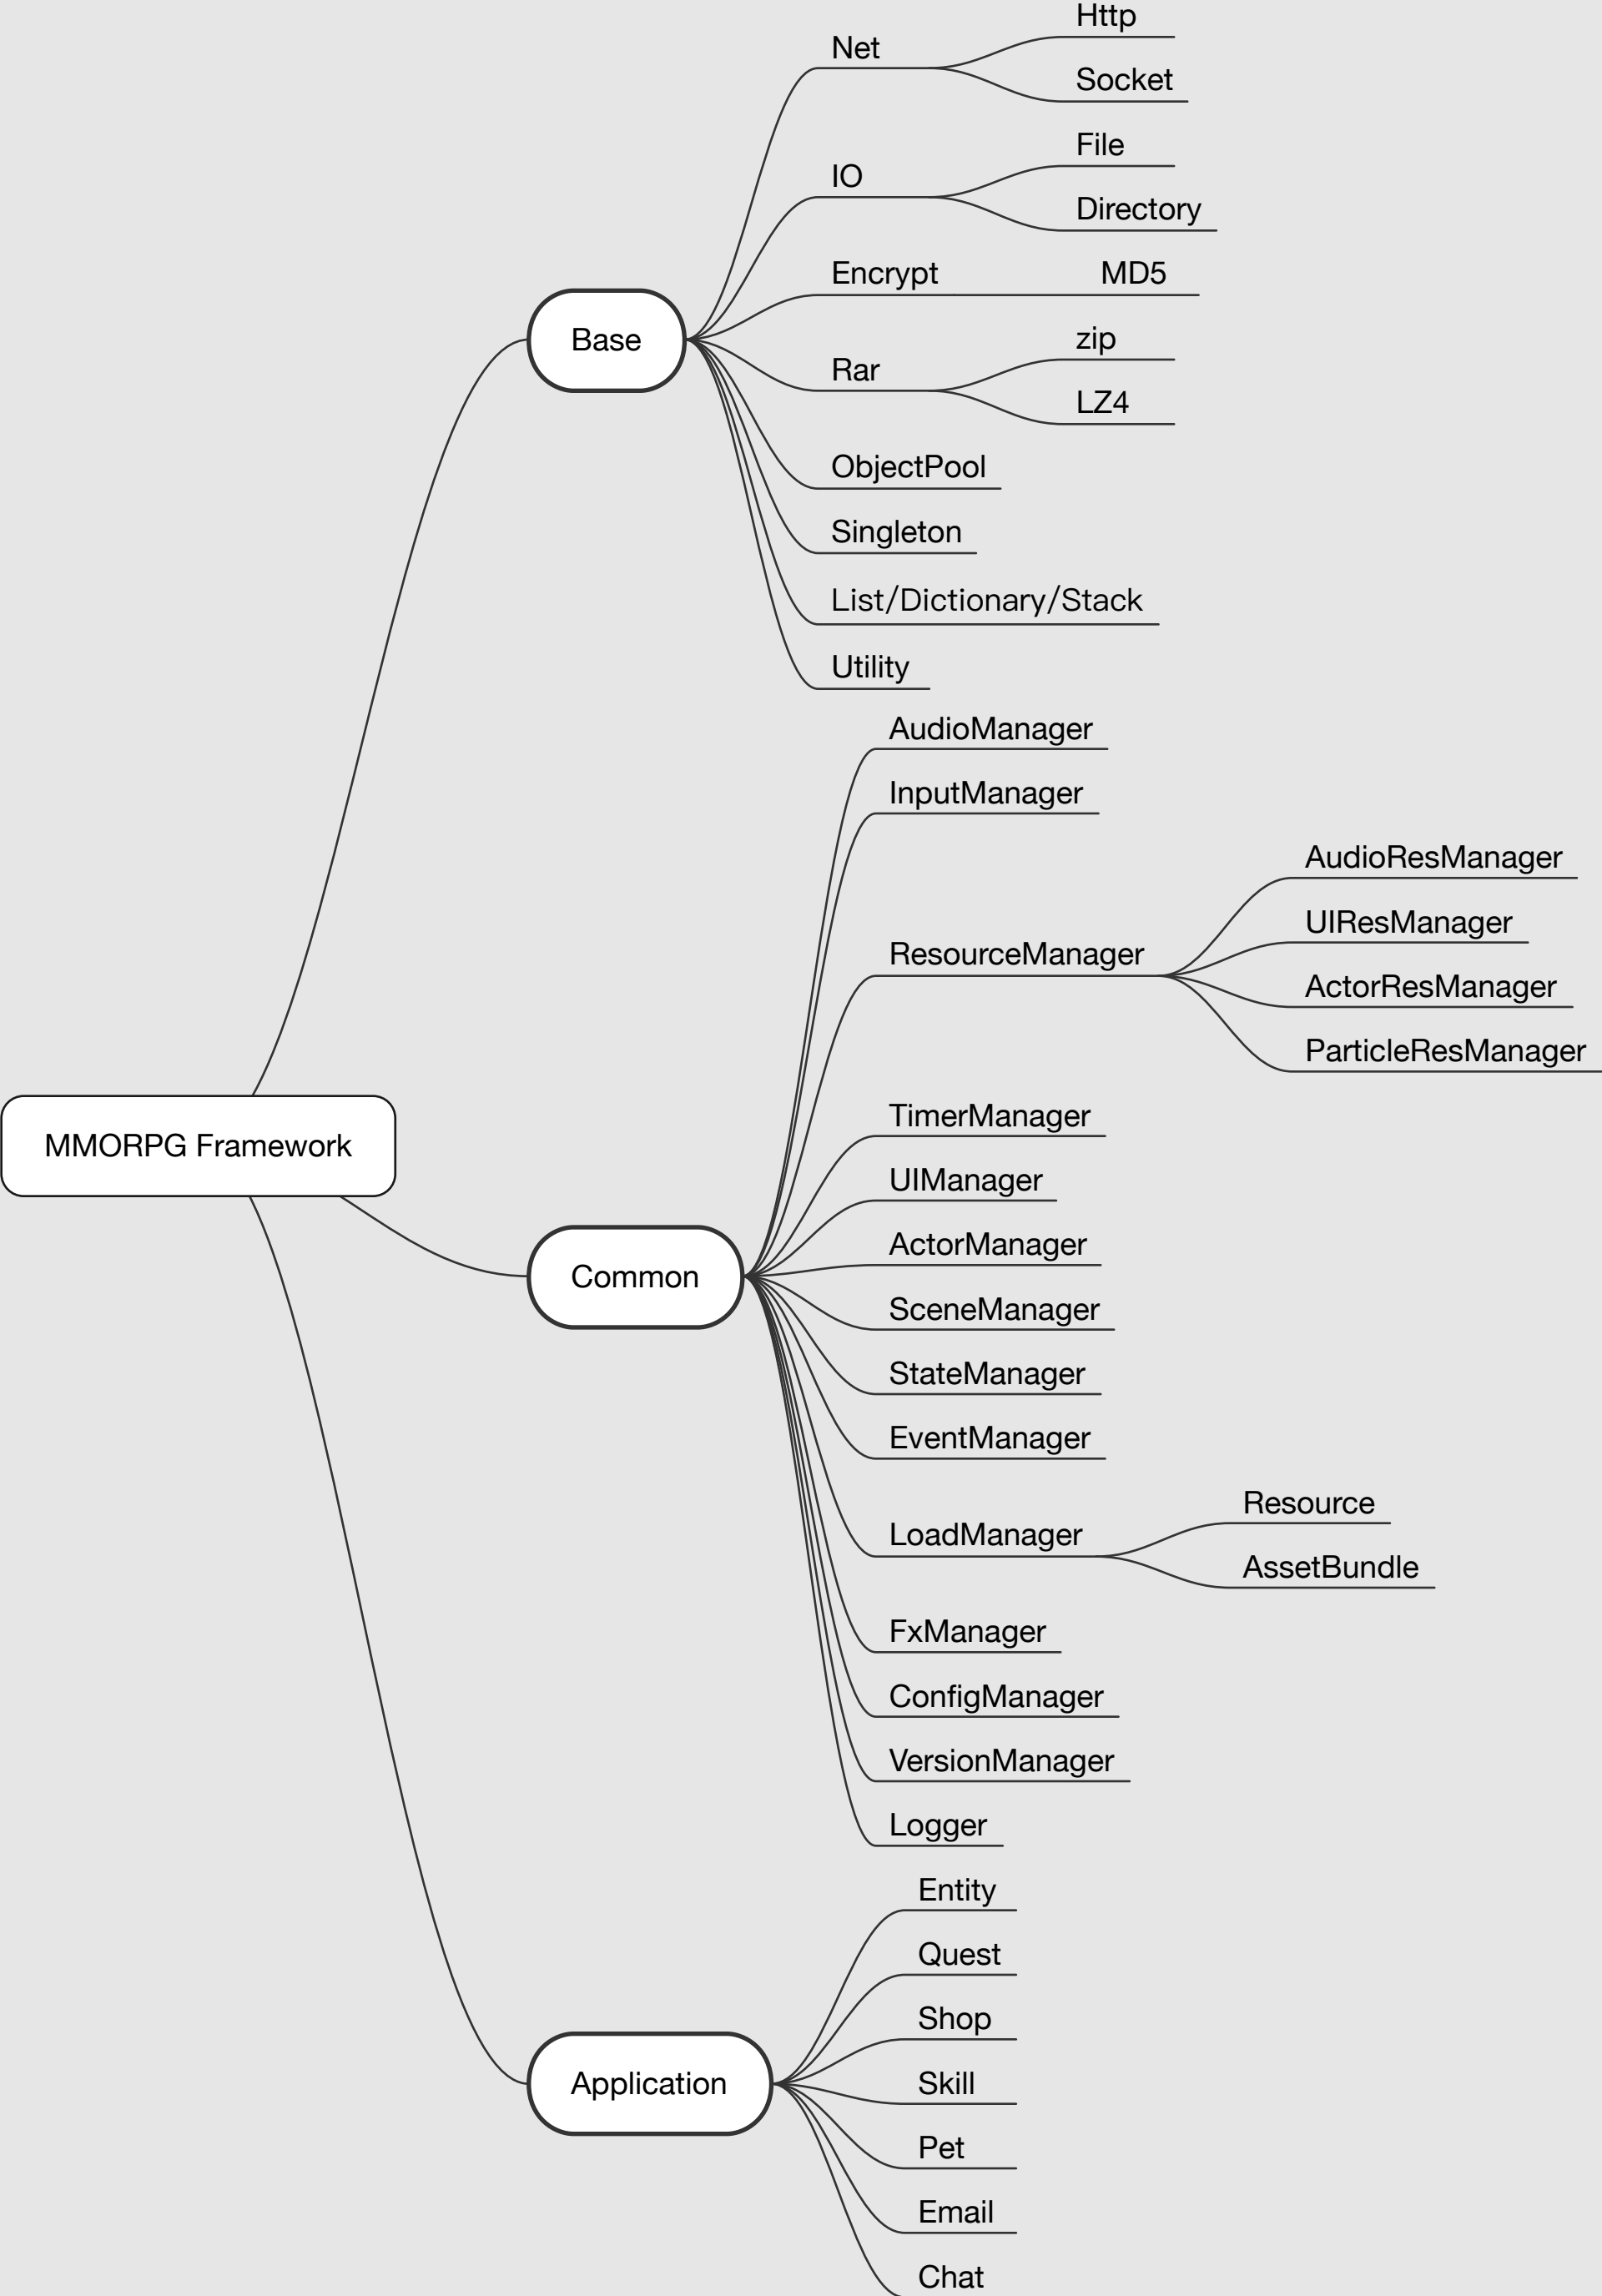 Http
Net
Socket
File
IO
Directory
Encrypt MD5
Base
zip
Rar
LZ4
ObjectPool
Singleton
List/Dictionary/Stack
Utility
AudioManager
InputManager
AudioResManager
UIResManager
ResourceManager
ActorResManager
ParticleResManager
TimerManager
MMORPG Framework
UIManager
ActorManager
Common
SceneManager
StateManager
EventManager
Resource
LoadManager
AssetBundle
FxManager
ConfigManager
VersionManager
Logger
Entity
Quest
Shop
Skill
Application
Pet
Email
Chat